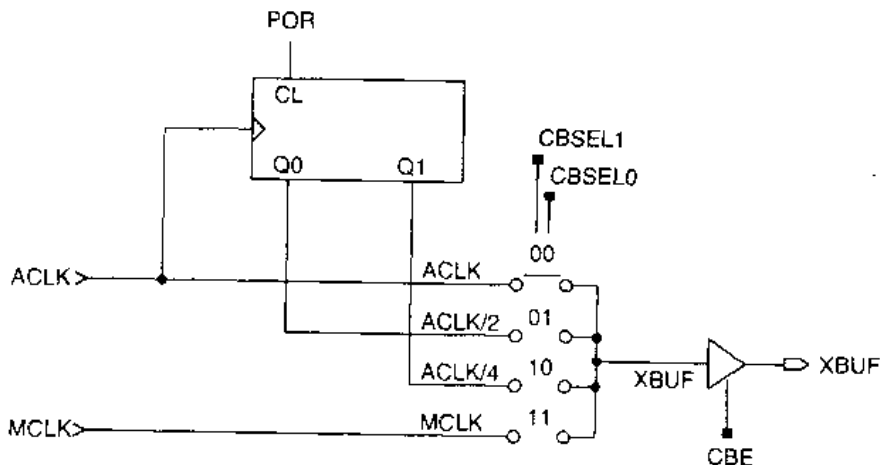 POR
CL
Q0 Q1
CBSEL1
CBSEL0
00
ACLK ACLK
01
ACLK/2
10
ACLK/4
XBUF XBUF
11
MCLK MCLK
CBE